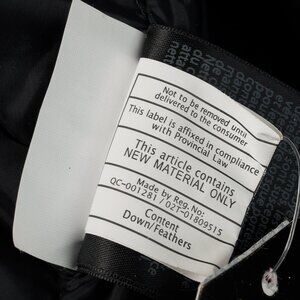 Not to be removed until
delivered to the consumer
This label is affixed in compliance
with Provincial Law
This article contains
NEW MATERIAL ONLY
Made by Reg. No:
QC-001281 / 02T-01809515
Content
Down/Feathers